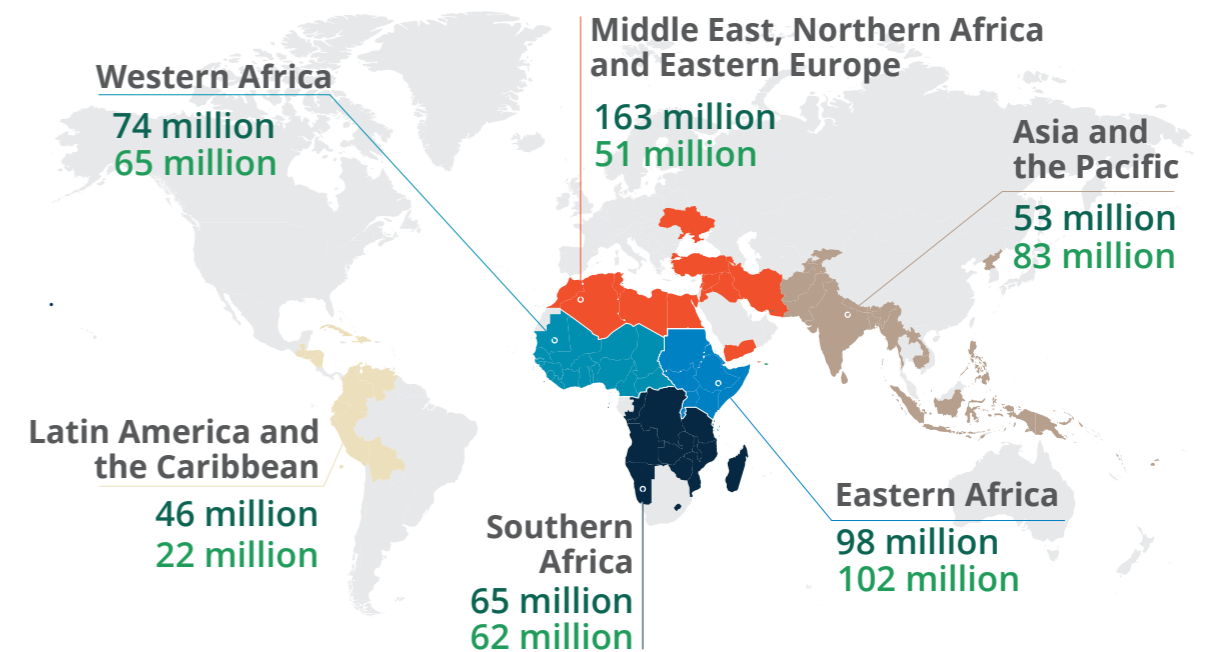 Middle East, Northern Africa
and Eastern Europe
163 million
51 million
Western Africa
74 million
65 million
Asia and
the Pacific
53 million
83 million
Latin America and
the Caribbean
46 million
22 million
Southern
Africa
65 million
62 million
Eastern Africa
98 million
102 million